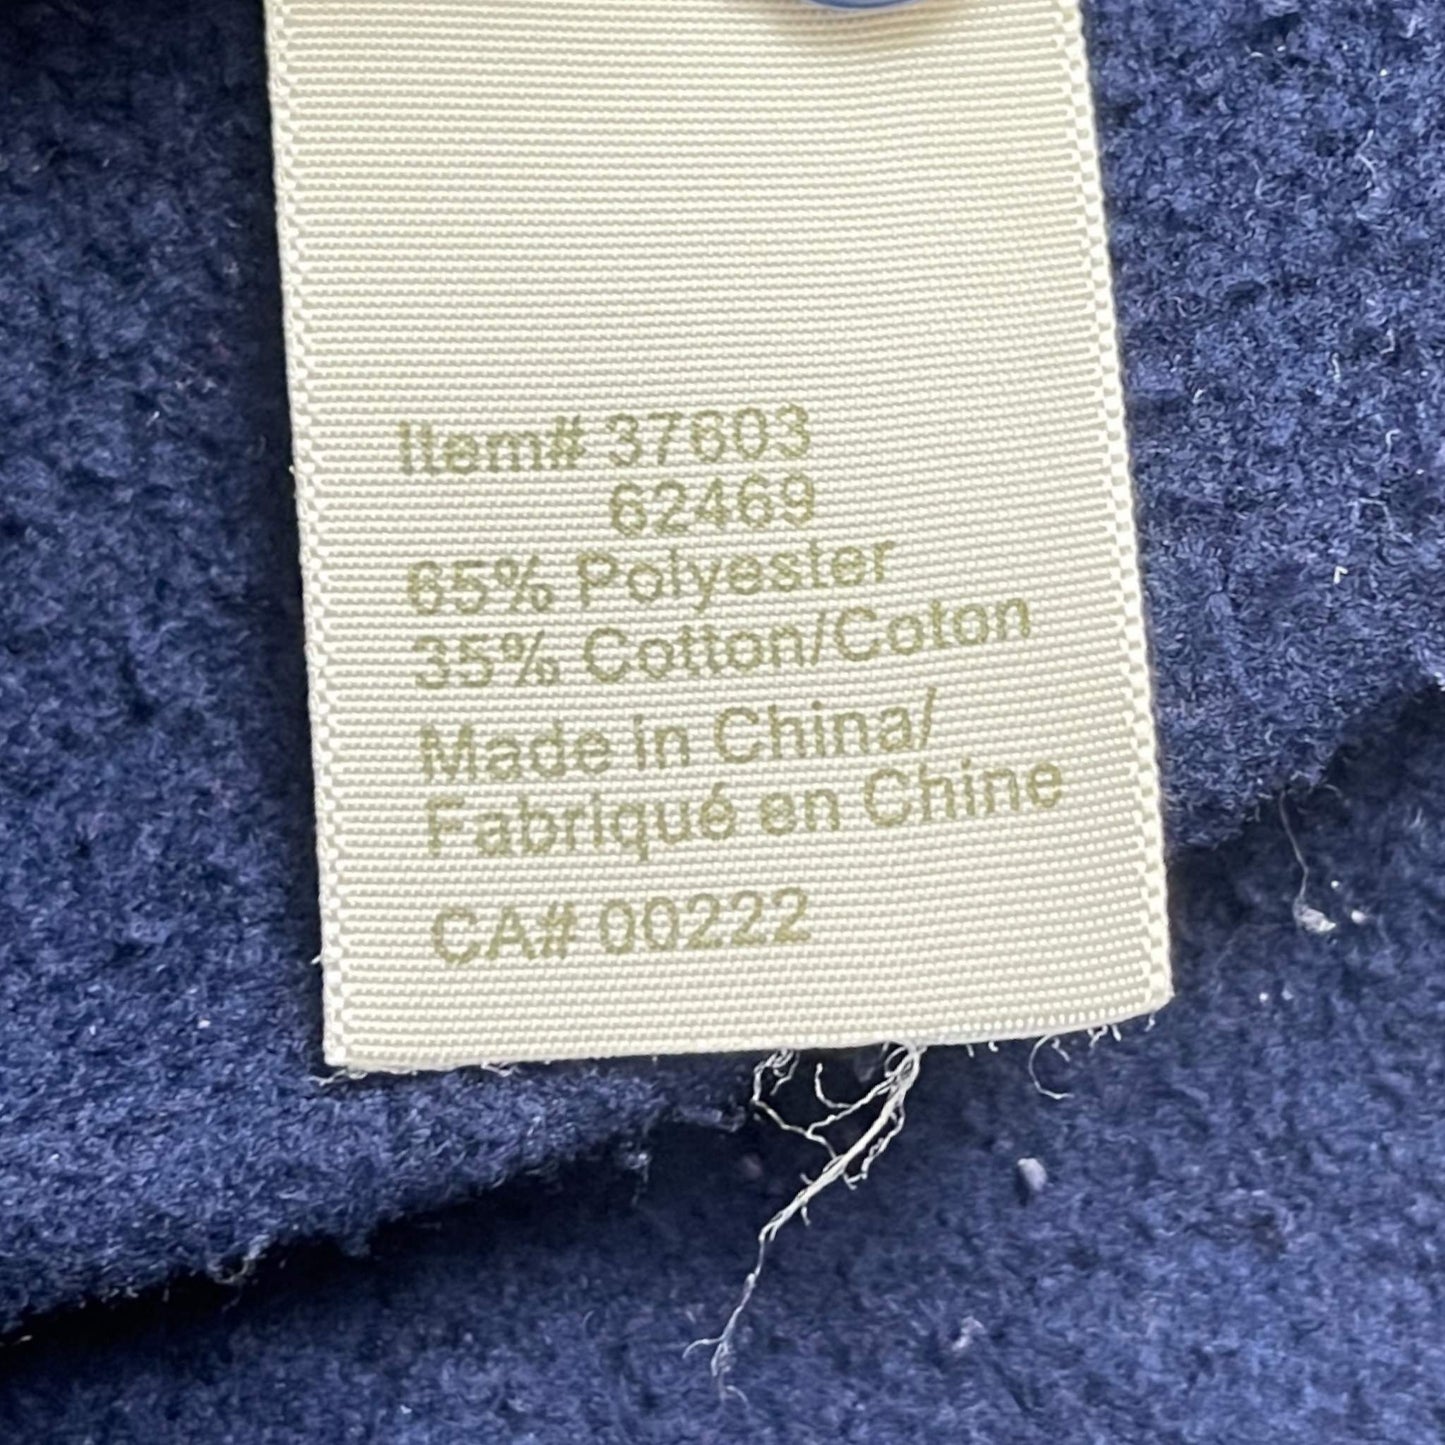 Item# 37603
62469
65% Polyester
35% Cotton/Coton
Made in China/
Fabriqué en Chine
CA# 00222